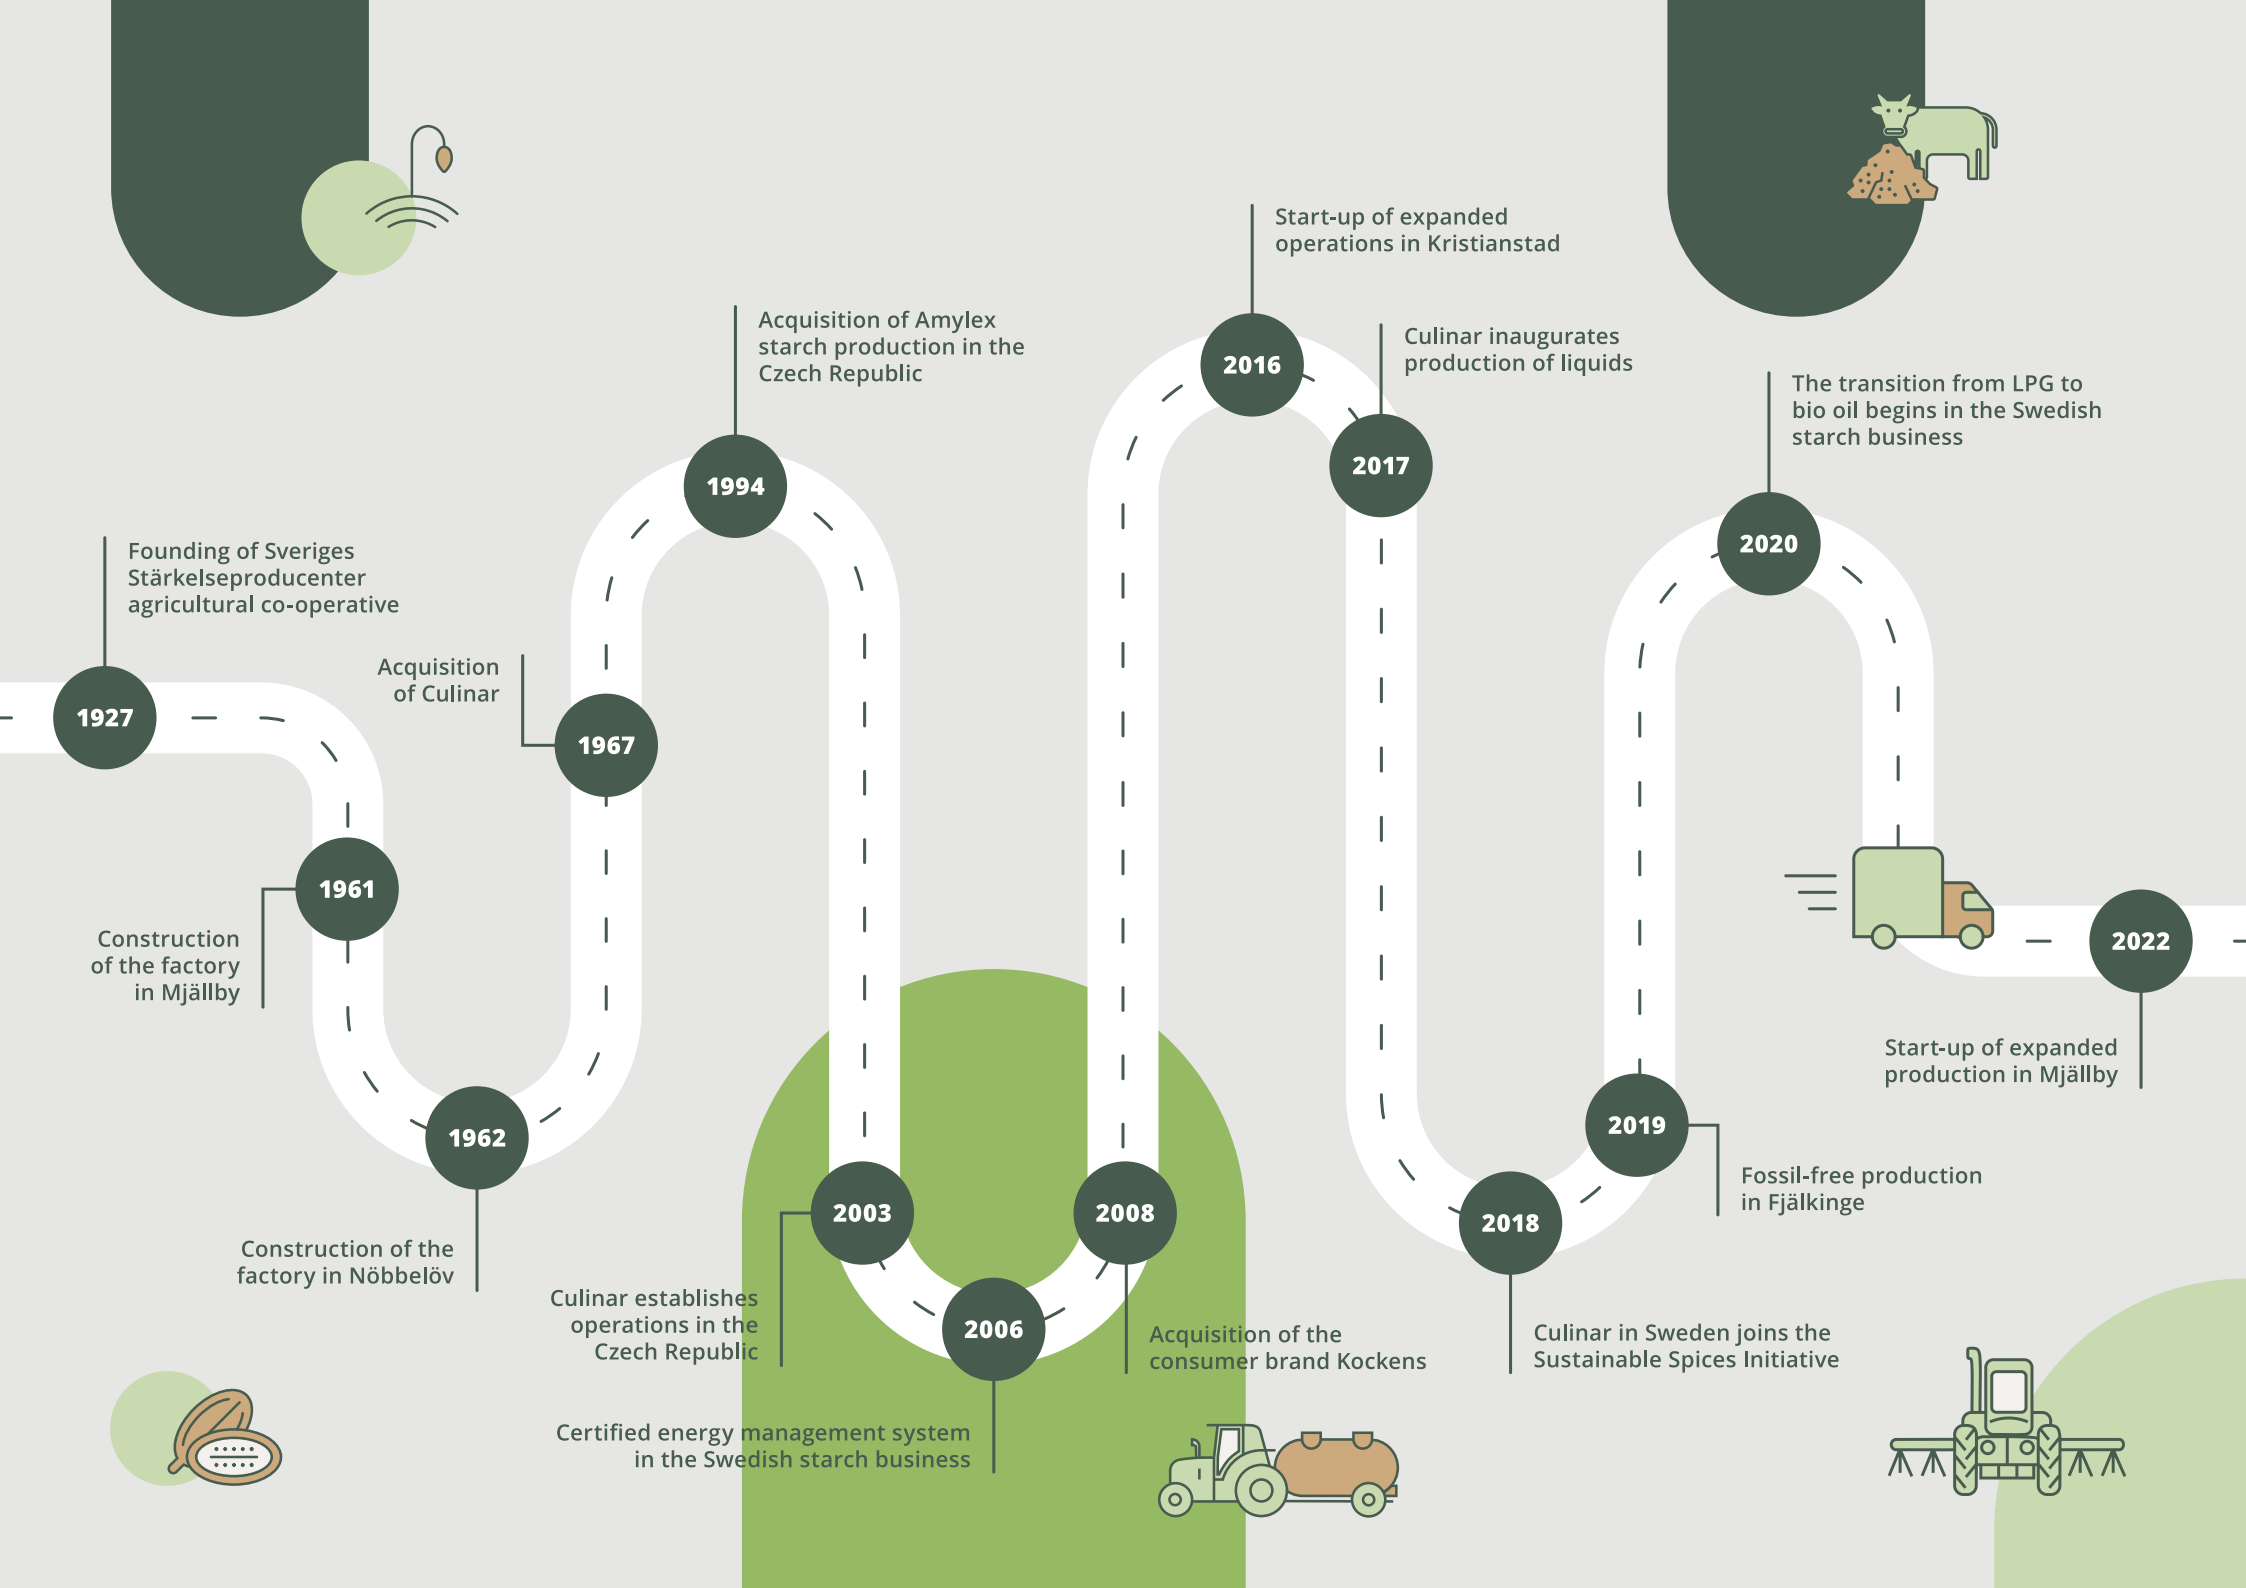 1927
Founding of Sveriges
Stärkelseproducenter
agricultural co-operative
1961
Construction
of the factory
in Mjällby
1962
Construction of the
factory in Nöbbelöv
1967
Acquisition
of Culinar
1994
Acquisition of Amylex
starch production in the
Czech Republic
2003
Culinar establishes
operations in the
Czech Republic
2006
Certified energy management system
in the Swedish starch business
2008
Acquisition of the
consumer brand Kockens
2016
Start-up of expanded
operations in Kristianstad
2017
Culinar inaugurates
production of liquids
2018
Culinar in Sweden joins the
Sustainable Spices Initiative
2019
Fossil-free production
in Fjälkinge
2020
The transition from LPG to
bio oil begins in the Swedish
starch business
2022
Start-up of expanded
production in Mjällby